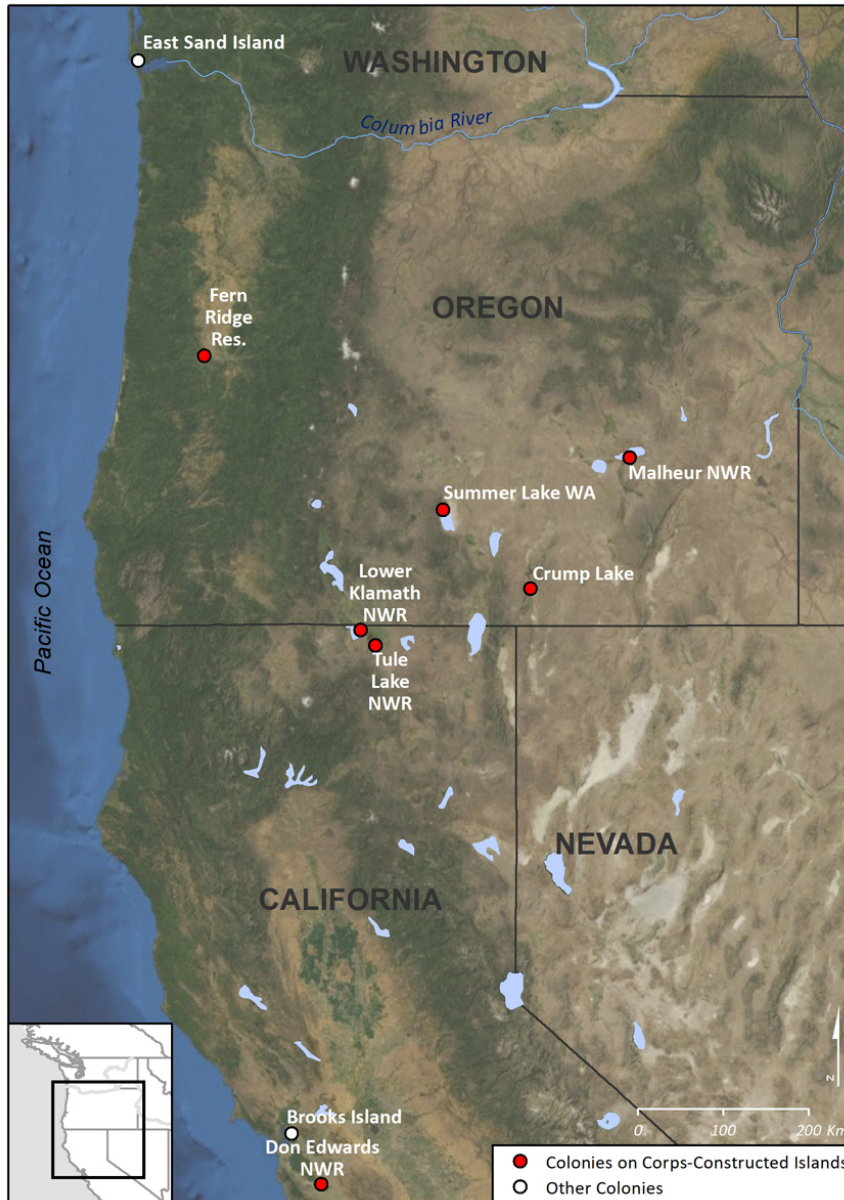 East Sand Island
WASHINGTON
Columbia River
Fern
Ridge
Res.
OREGON
Malheur NWR
Summer Lake WA
Crump Lake
Pacific Ocean
Lower
Klamath
NWR
Tule
Lake
NWR
NEVADA
CALIFORNIA
Brooks Island
Don Edwards
NWR
N
0 100 200 Km
Colonies on Corps-Constructed Islands
Other Colonies